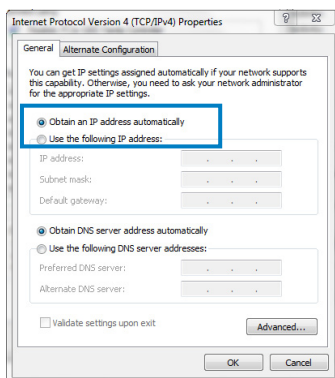 Internet Protocol Version 4 (TCP/IPv4) Properties
General Alternate Configuration
You can get IP settings assigned automatically if your network supports
this capability. Otherwise, you need to ask your network administrator
for the appropriate IP settings.
Obtain an IP address automatically
Use the following IP address:
IP address:
Subnet mask:
Default gateway:
Obtain DNS server address automatically
Use the following DNS server addresses:
Preferred DNS server:
Alternate DNS server:
Validate settings upon exit
Advanced...
OK Cancel